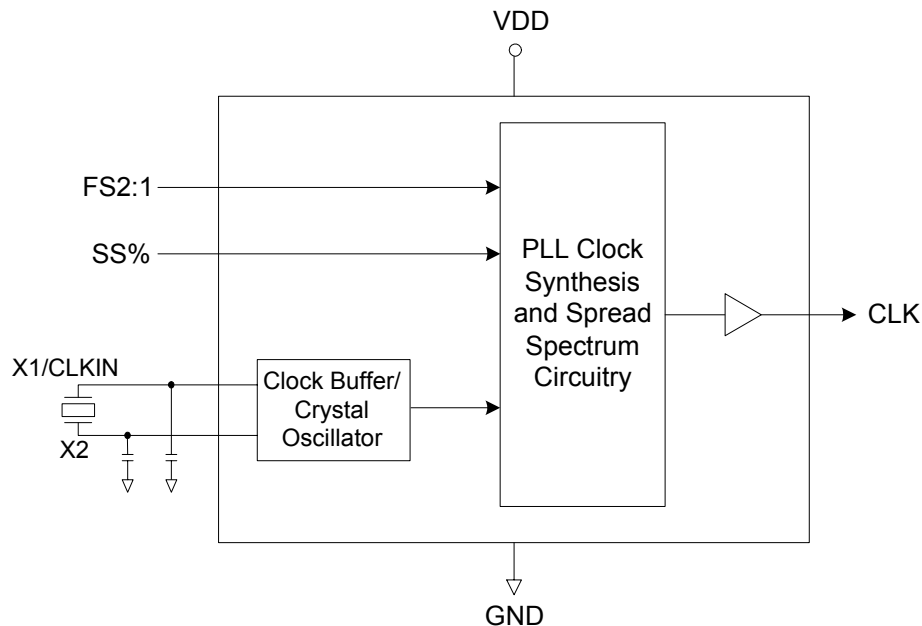 VDD
FS2:1
SS%
PLL Clock
Synthesis
and Spread
Spectrum
Circuitry
CLK
X1/CLKIN
X2
Clock Buffer/
Crystal
Oscillator
GND